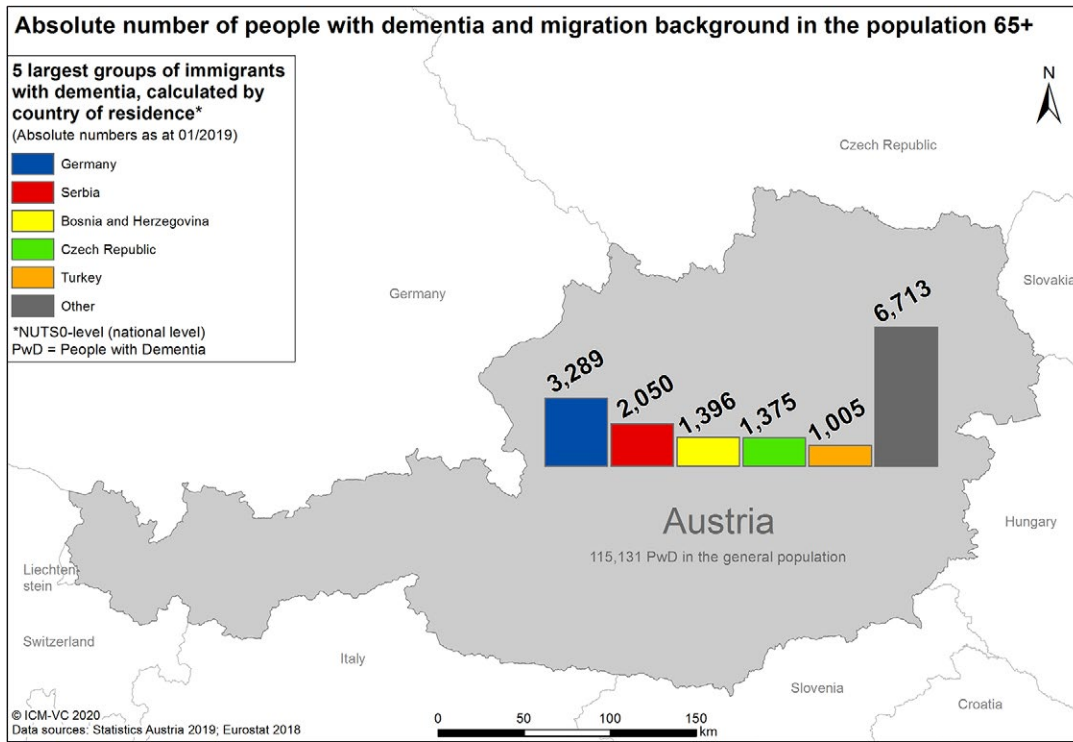 Absolute number of people with dementia and migration background in the population 65+
5 largest groups of immigrants
with dementia, calculated by
country of residence*
(Absolute numbers as at 01/2019)
Germany
Serbia
Bosnia and Herzegovina
Czech Republic
Turkey
Other
*NUTS0-level (national level)
PwD = People with Dementia
N
Czech Republic
Germany
Slovakia
3,289
2,050
1,396
1,375
1,005
6,713
Austria
115,131 PwD in the general population
Hungary
Liechten-
stein
Switzerland
Italy
Slovenia
Croatia
© ICM-VC 2020
Data sources: Statistics Austria 2019; Eurostat 2018
0 50 100 150
km